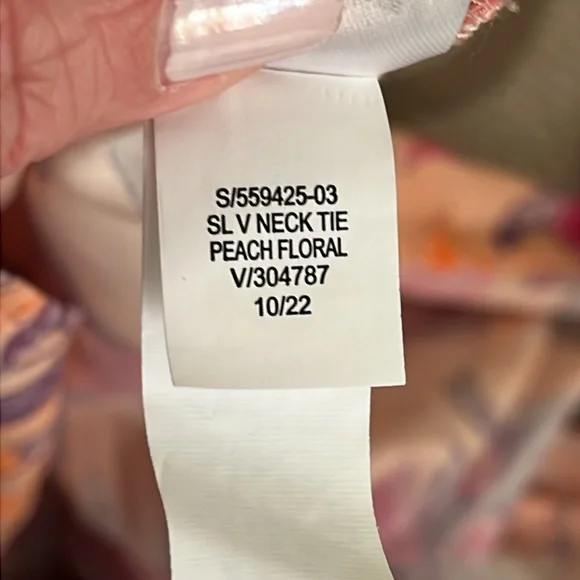 S/559425-03
SL V NECK TIE
PEACH FLORAL
V/304787
10/22